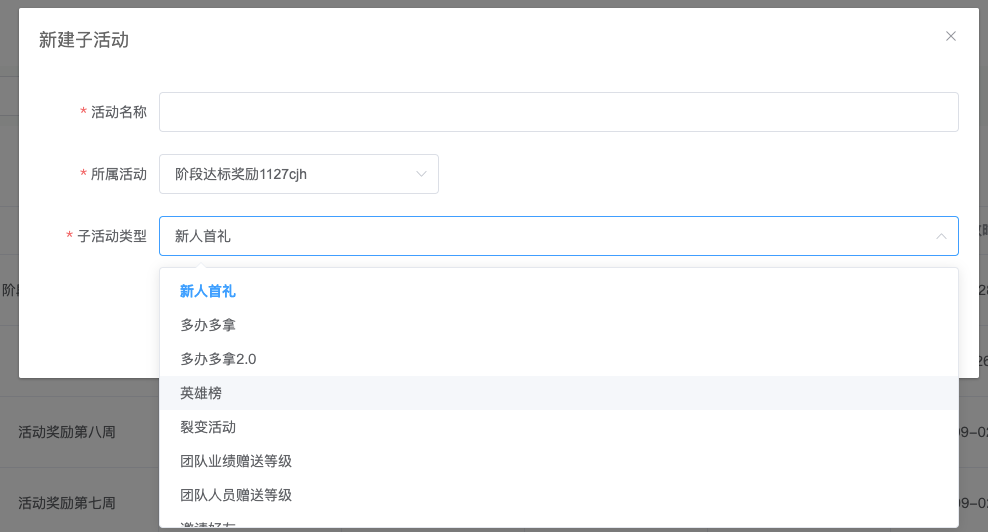 新建子活动
* 活动名称
* 所属活动 阶段达标奖励1127cjh
* 子活动类型 新人首礼
新人首礼
多办多拿
多办多拿2.0
英雄榜
裂变活动
活动奖励第八周
团队业绩赠送等级
团队人员赠送等级
活动奖励第七周
邀请好友